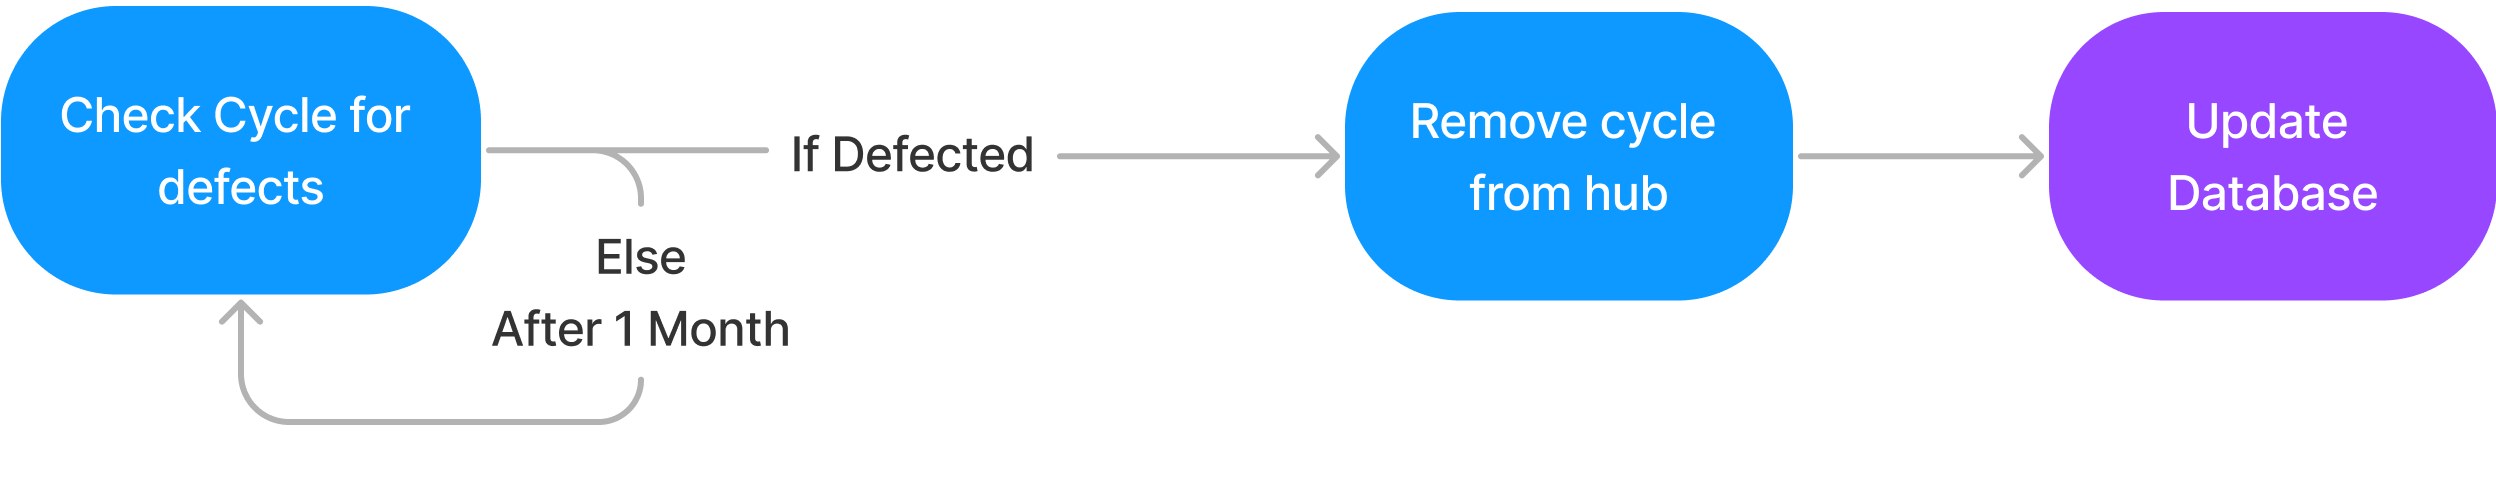 Check Cycle for
defects
If Defected
Else
After 1 Month
Remove cycle
from hub
Update
Database